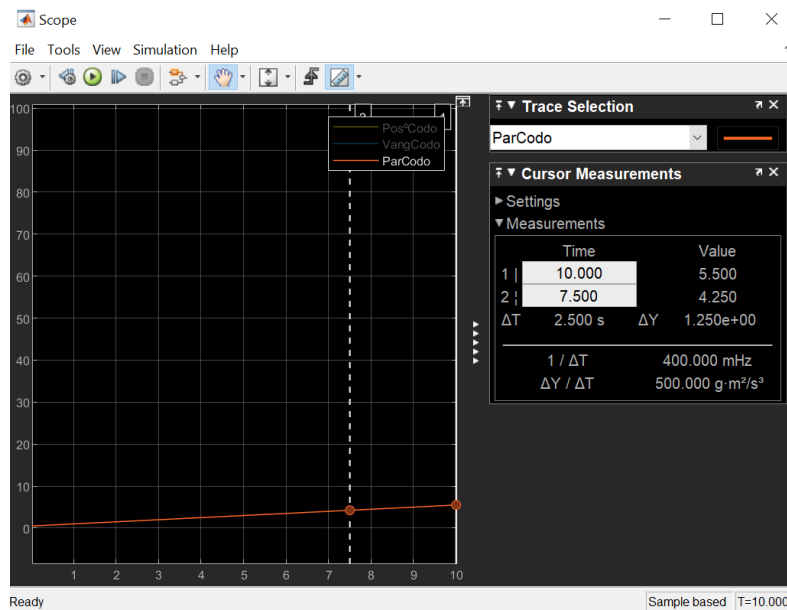 Scope
File Tools View Simulation Help
100
90
80
70
60
50
40
30
20
10
0
1 2 3 4 5 6 7 8 9 10
PosºCodo
VangCodo
ParCodo
Trace Selection
ParCodo
Cursor Measurements
Settings
Measurements
Time Value
1 | 10.000 5.500
2 ¦ 7.500 4.250
ΔT 2.500 s ΔY 1.250e+00
1 / ΔT 400.000 mHz
ΔY / ΔT 500.000 g·m²/s³
Ready Sample based T=10.000